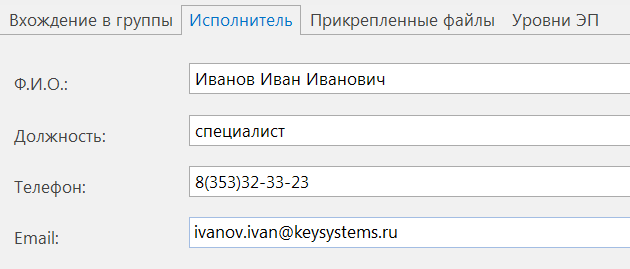 Вхождение в группы Исполнитель Прикрепленные файлы Уровни ЭП
Ф.И.О.: Иванов Иван Иванович
Должность: специалист
Телефон: 8(353)32-33-23
Email: ivanov.ivan@keysystems.ru